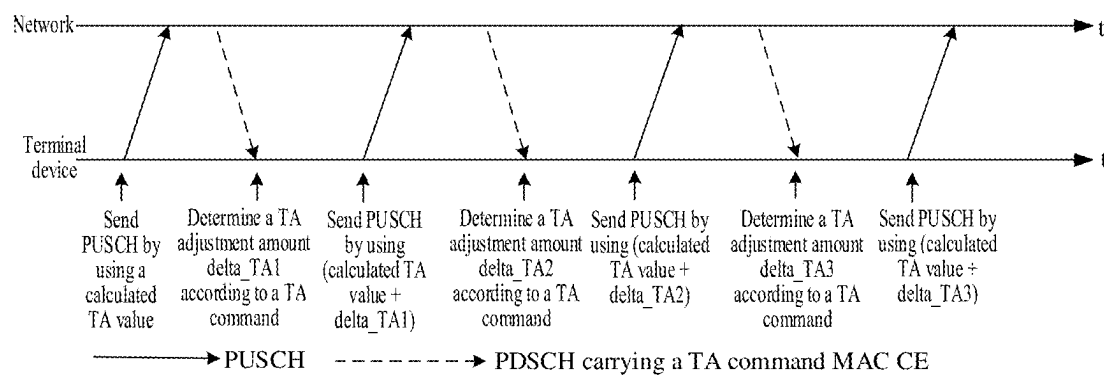 Network
t
Terminal
device
t
Send
PUSCH by
using a
calculated
TA value
Determine a TA
adjustment amount
delta_TA1
according to a TA
command
Send PUSCH
by using
(calculated TA
value +
delta_TA1)
Determine a TA
adjustment amount
delta_TA2
according to a TA
command
Send PUSCH by
using (calculated
TA value +
delta_TA2)
Determine a TA
adjustment amount
delta_TA3
according to a TA
command
Send PUSCH by
using (calculated
TA value +
delta_TA3)
PUSCH
PDSCH carrying a TA command MAC CE